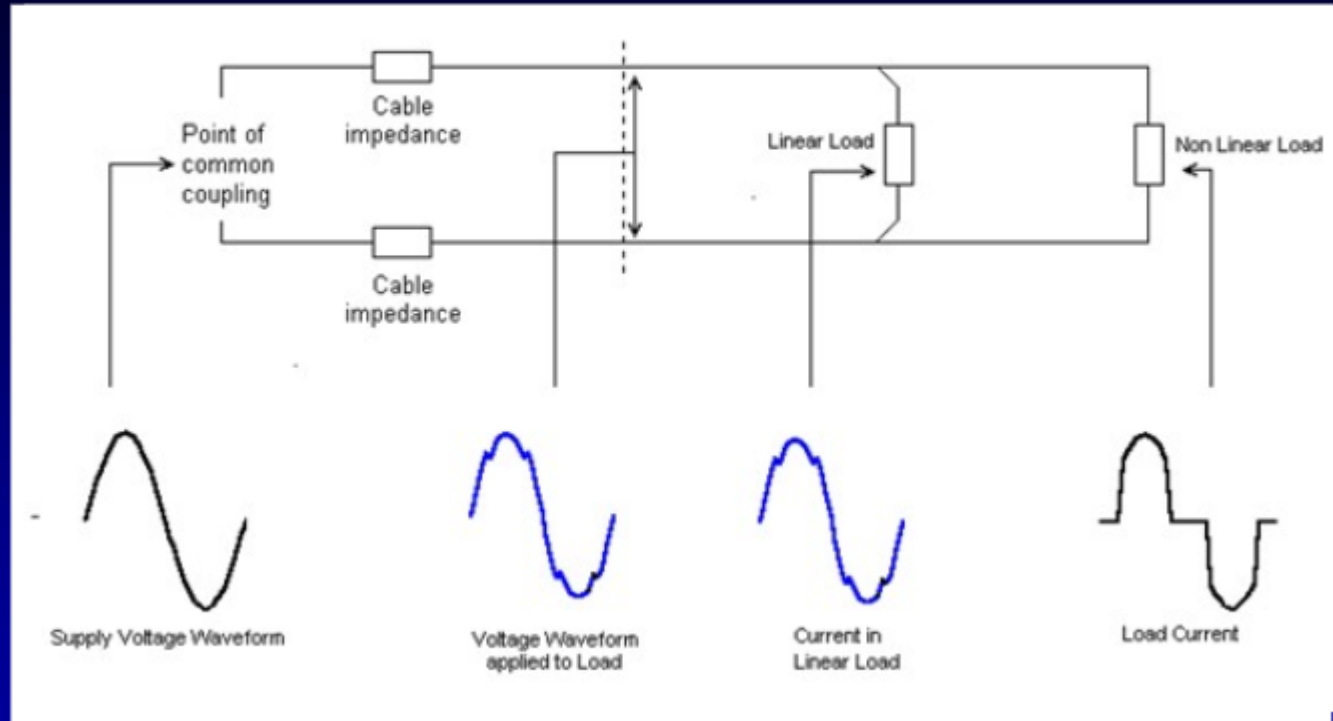 Cable
impedance
Point of
common
coupling
Linear Load
Non Linear Load
Cable
impedance
Supply Voltage Waveform
Voltage Waveform
applied to Load
Current in
Linear Load
Load Current